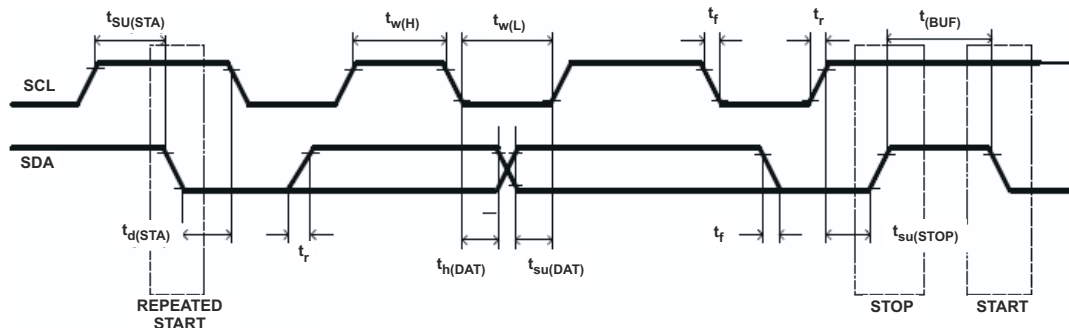 tSU(STA)
tw(H)
tw(L)
tf
tr
t(BUF)
SCL
SDA
td(STA)
tr
th(DAT)
tsu(DAT)
tf
tsu(STOP)
REPEATED
START
STOP
START